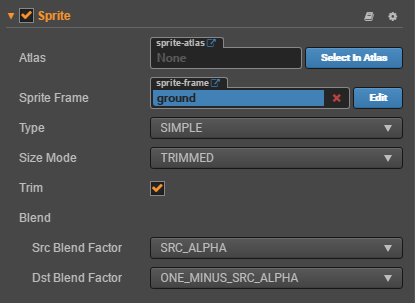 Sprite
sprite-atlas
Atlas None Select In Atlas
sprite-frame
Sprite Frame ground Edit
Type SIMPLE
Size Mode TRIMMED
Trim
Blend
Src Blend Factor SRC_ALPHA
Dst Blend Factor ONE_MINUS_SRC_ALPHA